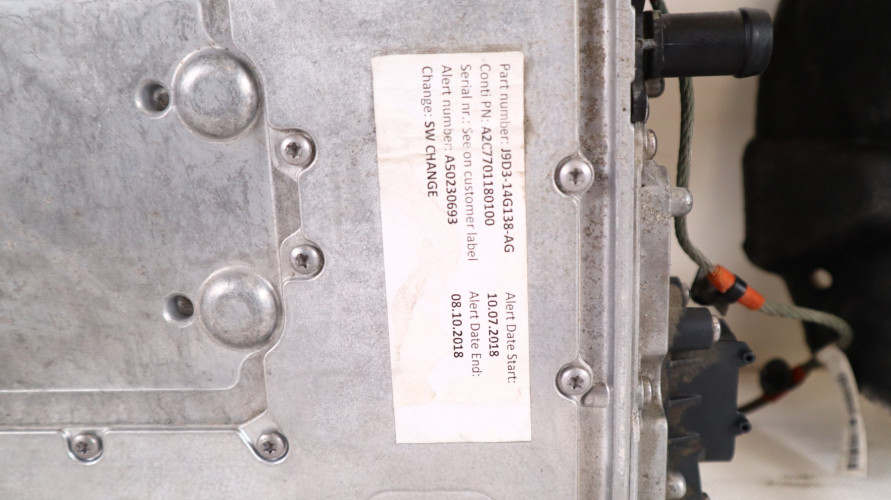 Part number: J9D3-14G138-AG
Conti PN: A2C7701180100
Serial nr.: See on customer label
Alert number: A50230693
Change: SW CHANGE
Alert Date Start:
10.07.2018
Alert Date End:
08.10.2018